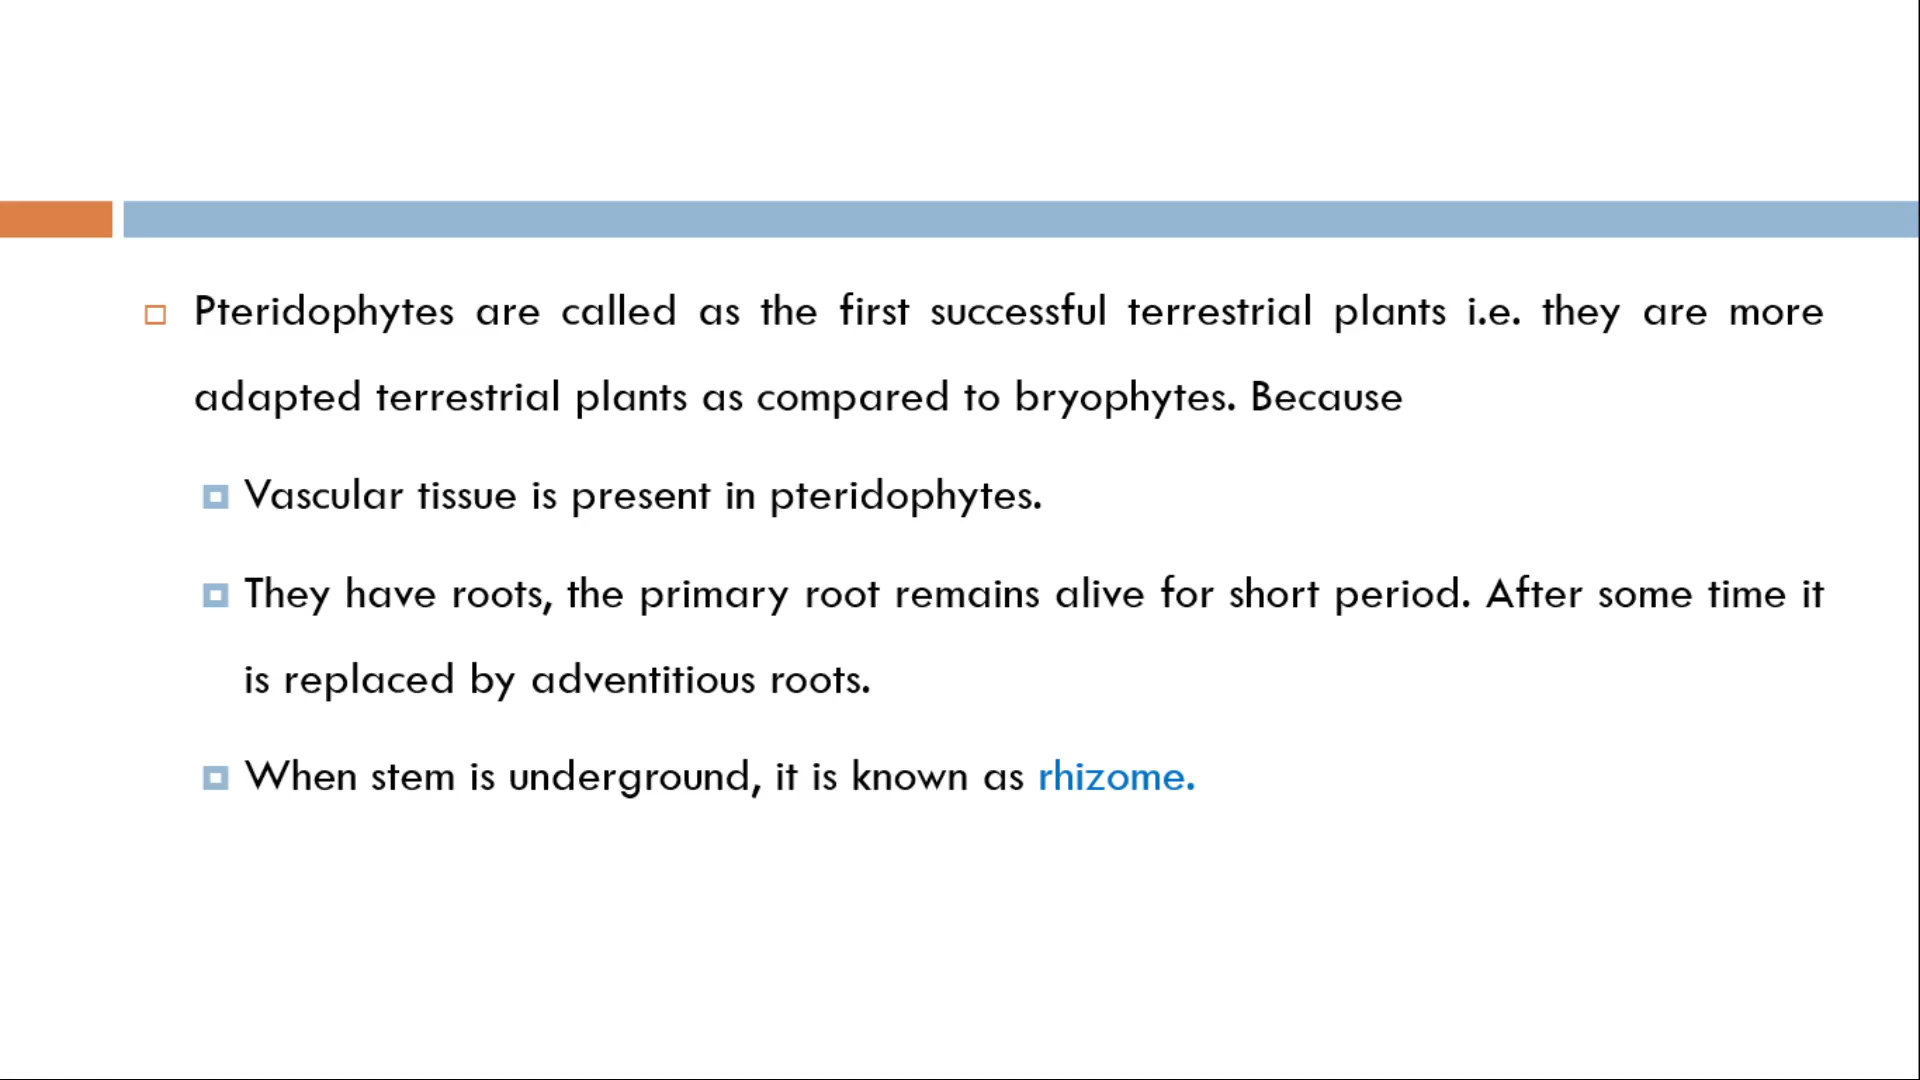 Pteridophytes are called as the first successful terrestrial plants i.e. they are more
adapted terrestrial plants as compared to bryophytes. Because
Vascular tissue is present in pteridophytes.
They have roots, the primary root remains alive for short period. After some time it
is replaced by adventitious roots.
When stem is underground, it is known as rhizome.